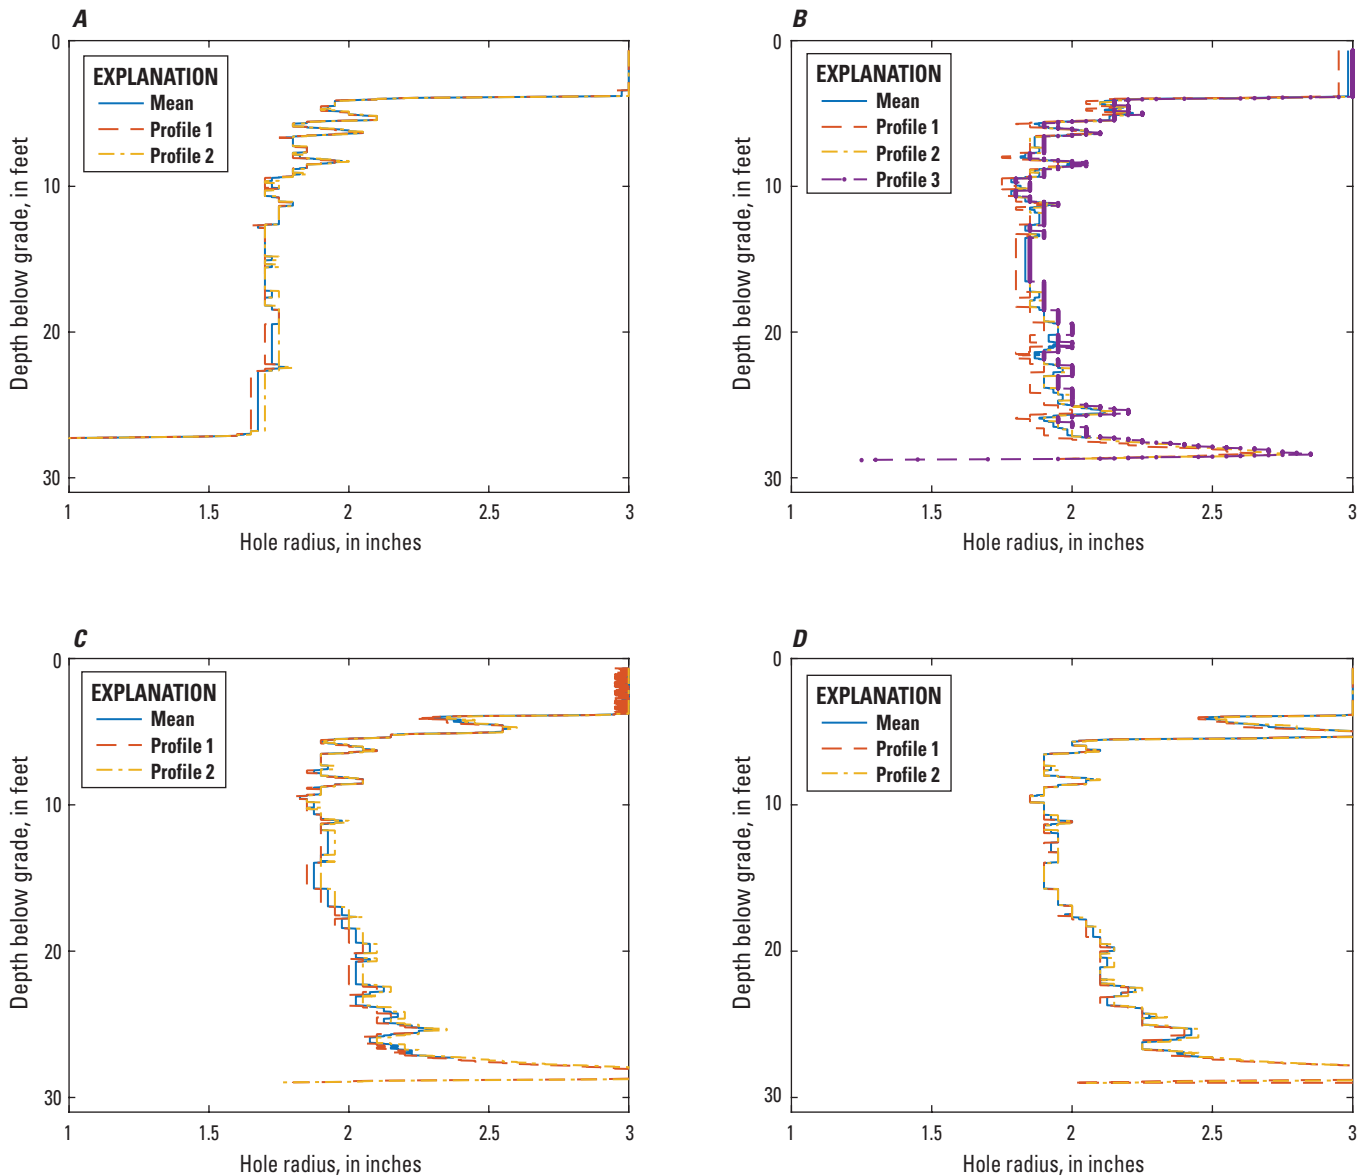 A
0
10
20
30
Depth below grade, in feet
EXPLANATION
Mean
Profile 1
Profile 2
1
1.5
2
2.5
3
Hole radius, in inches
B
0
10
20
30
Depth below grade, in feet
EXPLANATION
Mean
Profile 1
Profile 2
Profile 3
1
1.5
2
2.5
3
Hole radius, in inches
C
0
10
20
30
Depth below grade, in feet
EXPLANATION
Mean
Profile 1
Profile 2
1
1.5
2
2.5
3
Hole radius, in inches
D
0
10
20
30
Depth below grade, in feet
EXPLANATION
Mean
Profile 1
Profile 2
1
1.5
2
2.5
3
Hole radius, in inches